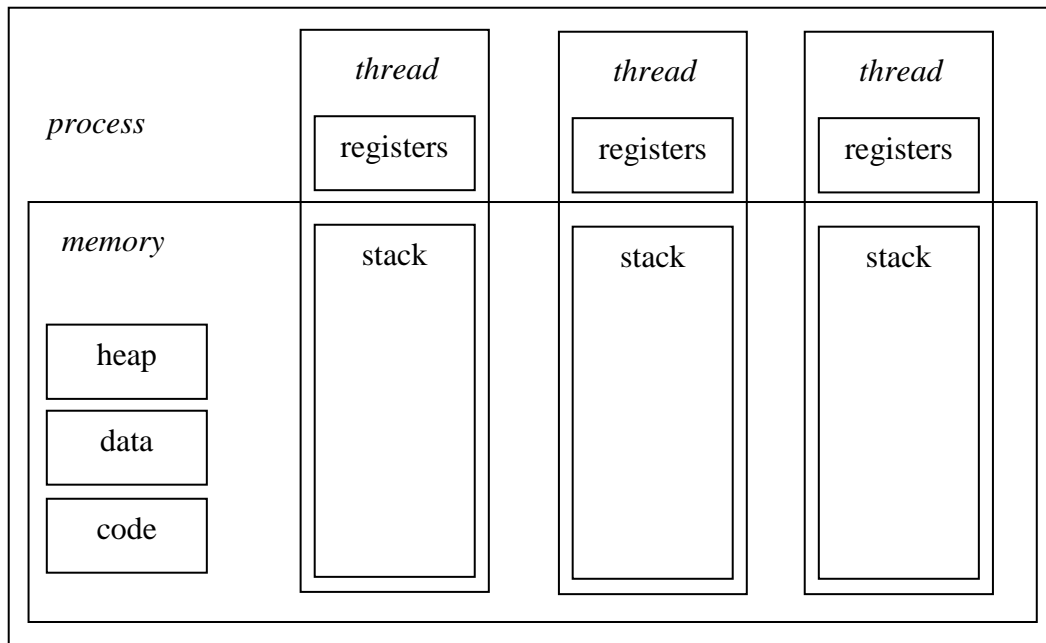 thread
thread
thread
process
registers
registers
registers
memory
stack
stack
stack
heap
data
code